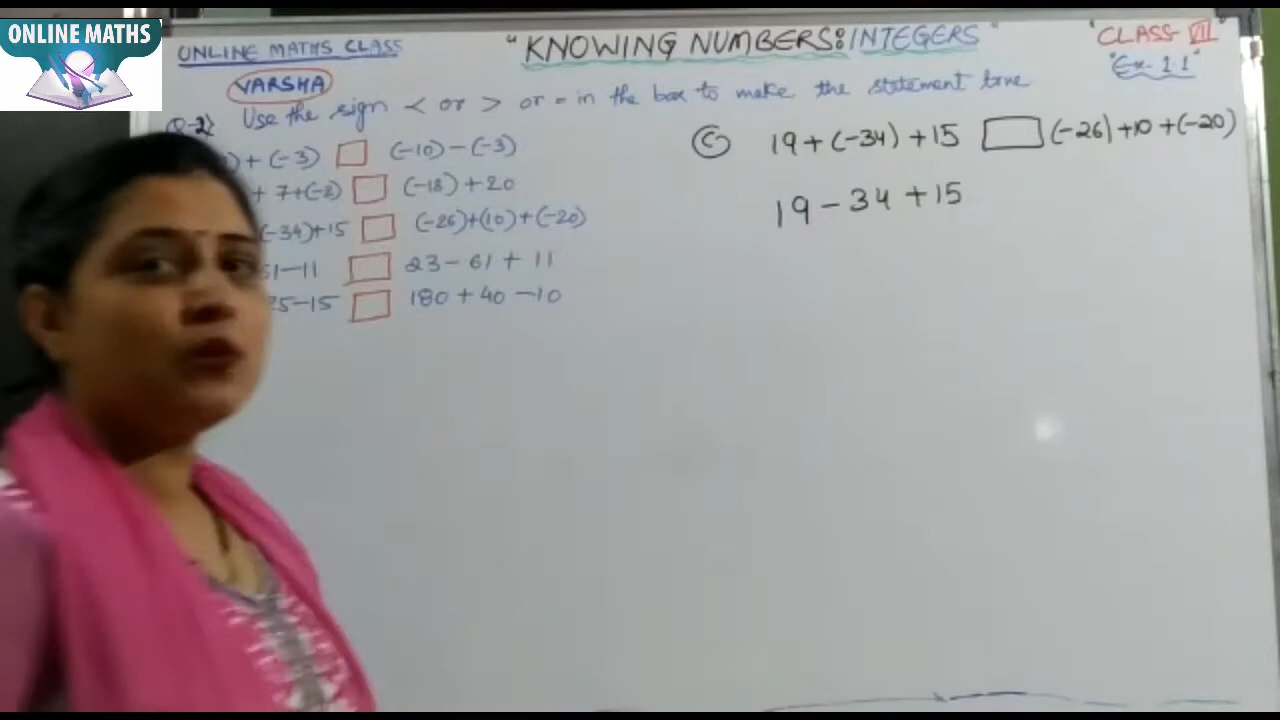 ONLINE MATHS
ONLINE MATHS CLASS
"KNOWING NUMBERS: INTEGERS"
"CLASS-VII"
"Ex-1.1"
VARSHA
Q-2} Use the sign < or > or = in the box to make the statement true
) + (-3) □ (-10) - (-3)
+ 7+(-2) □ (-18) + 20
(-34)+15 □ (-26)+(10)+(-20)
51-11 □ 23 - 61 + 11
25-15 □ 180 + 40 -10
(C) 19 + (-34) + 15 □ (-26) + 10 + (-20)
19 - 34 + 15